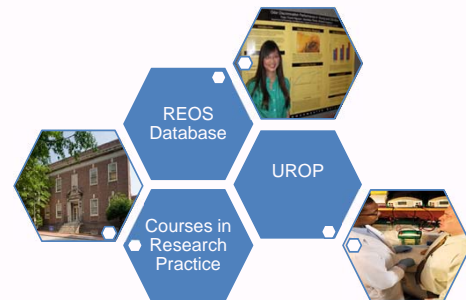 REOS
Database
UROP
Courses in
Research
Practice